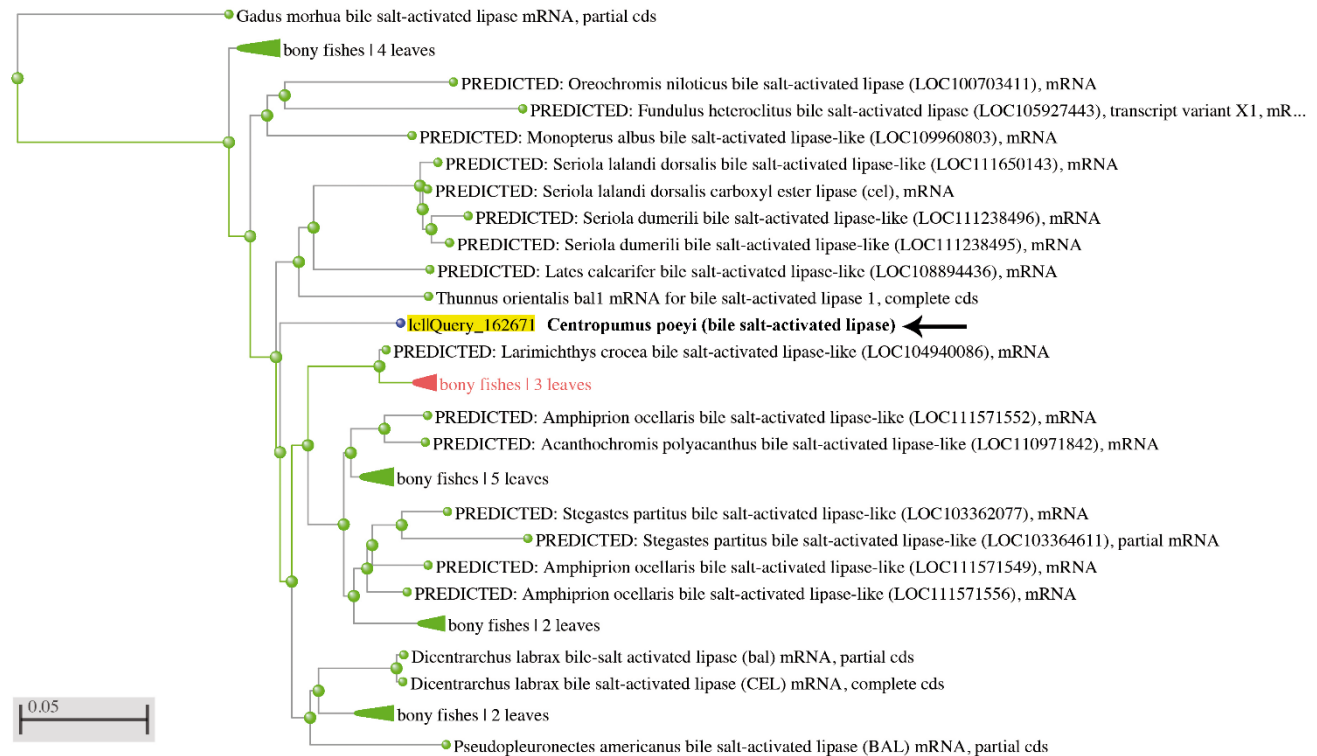 Gadus morhua bile salt-activated lipase mRNA, partial cds
bony fishes | 4 leaves
PREDICTED: Oreochromis niloticus bile salt-activated lipase (LOC100703411), mRNA
PREDICTED: Fundulus heteroclitus bile salt-activated lipase (LOC105927443), transcript variant X1, mR...
PREDICTED: Monopterus albus bile salt-activated lipase-like (LOC109960803), mRNA
PREDICTED: Seriola lalandi dorsalis bile salt-activated lipase-like (LOC111650143), mRNA
PREDICTED: Seriola lalandi dorsalis carboxyl ester lipase (cel), mRNA
PREDICTED: Seriola dumerili bile salt-activated lipase-like (LOC111238496), mRNA
PREDICTED: Seriola dumerili bile salt-activated lipase-like (LOC111238495), mRNA
PREDICTED: Lates calcarifer bile salt-activated lipase-like (LOC108894436), mRNA
Thunnus orientalis bal1 mRNA for bile salt-activated lipase 1, complete cds
lcl|Query_162671 Centropumus poeyi (bile salt-activated lipase)
PREDICTED: Larimichthys crocea bile salt-activated lipase-like (LOC104940086), mRNA
bony fishes | 3 leaves
PREDICTED: Amphiprion ocellaris bile salt-activated lipase-like (LOC111571552), mRNA
PREDICTED: Acanthochromis polyacanthus bile salt-activated lipase-like (LOC110971842), mRNA
bony fishes | 5 leaves
PREDICTED: Stegastes partitus bile salt-activated lipase-like (LOC103362077), mRNA
PREDICTED: Stegastes partitus bile salt-activated lipase-like (LOC103364611), partial mRNA
PREDICTED: Amphiprion ocellaris bile salt-activated lipase-like (LOC111571549), mRNA
PREDICTED: Amphiprion ocellaris bile salt-activated lipase-like (LOC111571556), mRNA
bony fishes | 2 leaves
Dicentrarchus labrax bile-salt activated lipase (bal) mRNA, partial cds
Dicentrarchus labrax bile salt-activated lipase (CEL) mRNA, complete cds
bony fishes | 2 leaves
Pseudopleuronectes americanus bile salt-activated lipase (BAL) mRNA, partial cds
0.05